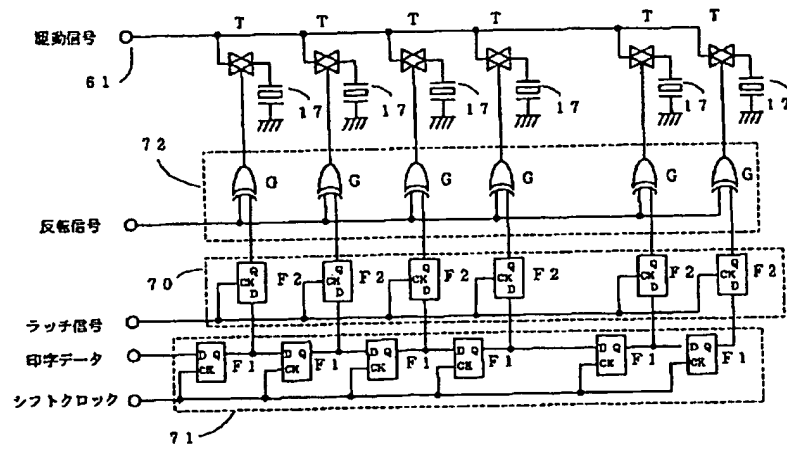 T T T T T T
駆動信号
61
17 17 17 17 17 17
72
G G G G G G
反転信号
70
Q Q Q Q Q Q
CK CK CK CK CK CK
D D D D D D
F2 F2 F2 F2 F2 F2
ラッチ信号
印字データ
D Q D Q D Q D Q D Q D Q
CK CK CK CK CK CK
F1 F1 F1 F1 F1 F1
シフトクロック
71